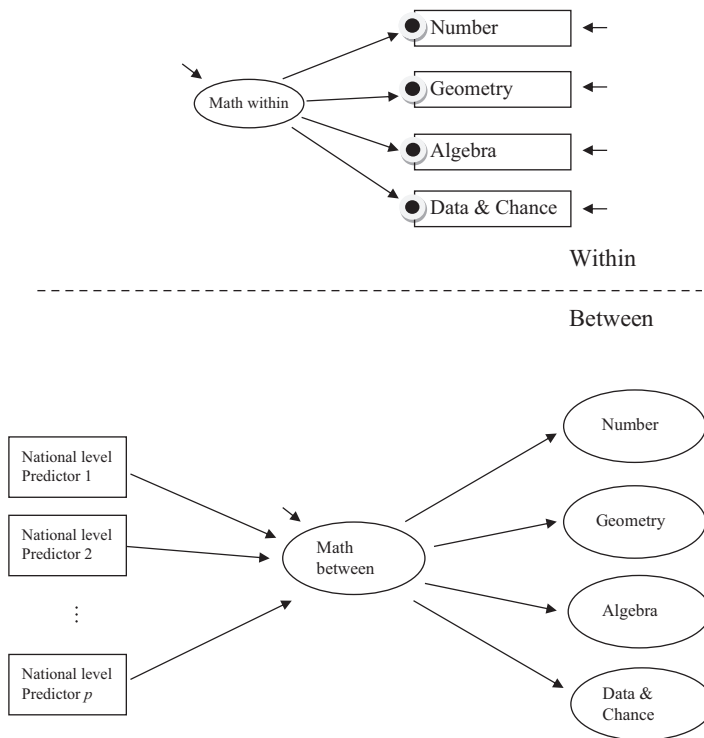 Number
Geometry
Math within
Algebra
Data & Chance
Within
Between
Number
National level
Predictor 1
National level
Predictor 2
Geometry
Math
between
Algebra
⋮
National level
Predictor p
Data &
Chance